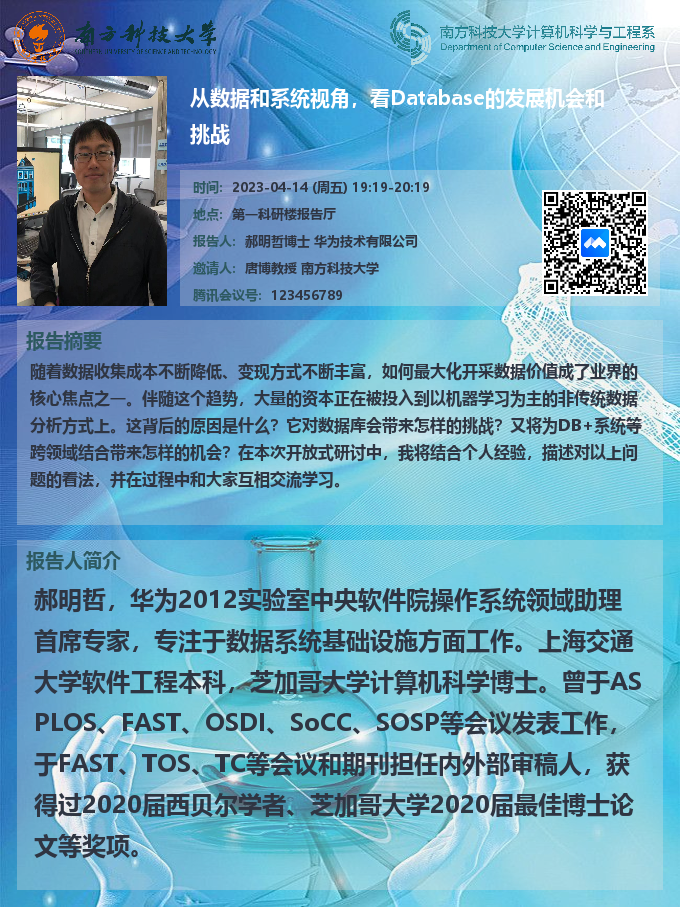 南方科技大学
SOUTHERN UNIVERSITY OF SCIENCE AND TECHNOLOGY
南方科技大学计算机科学与工程系
Department of Computer Science and Engineering
从数据和系统视角，看Database的发展机会和
挑战
时间：2023-04-14 (周五) 19:19-20:19
地点：第一科研楼报告厅
报告人：郝明哲博士 华为技术有限公司
邀请人：唐博教授 南方科技大学
腾讯会议号：123456789
报告摘要
随着数据收集成本不断降低、变现方式不断丰富，如何最大化开采数据价值成了业界的
核心焦点之一。伴随这个趋势，大量的资本正在被投入到以机器学习为主的非传统数据
分析方式上。这背后的原因是什么？它对数据库会带来怎样的挑战？又将为DB+系统等
跨领域结合带来怎样的机会？在本次开放式研讨中，我将结合个人经验，描述对以上问
题的看法，并在过程中和大家互相交流学习。
报告人简介
郝明哲，华为2012实验室中央软件院操作系统领域助理
首席专家，专注于数据系统基础设施方面工作。上海交通
大学软件工程本科，芝加哥大学计算机科学博士。曾于AS
PLOS、FAST、OSDI、SoCC、SOSP等会议发表工作，
于FAST、TOS、TC等会议和期刊担任内外部审稿人，获
得过2020届西贝尔学者、芝加哥大学2020届最佳博士论
文等奖项。